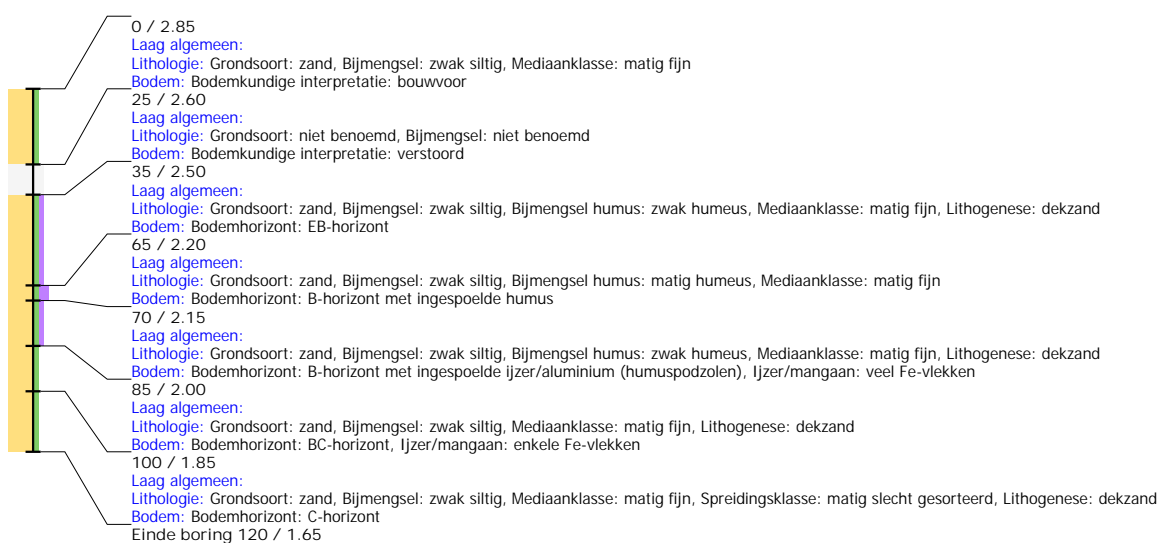 0 / 2.85
Laag algemeen:
Lithologie: Grondsoort: zand, Bijmengsel: zwak siltig, Mediaanklasse: matig fijn
Bodem: Bodemkundige interpretatie: bouwvoor
25 / 2.60
Laag algemeen:
Lithologie: Grondsoort: niet benoemd, Bijmengsel: niet benoemd
Bodem: Bodemkundige interpretatie: verstoord
35 / 2.50
Laag algemeen:
Lithologie: Grondsoort: zand, Bijmengsel: zwak siltig, Bijmengsel humus: zwak humeus, Mediaanklasse: matig fijn, Lithogenese: dekzand
Bodem: Bodemhorizont: EB-horizont
65 / 2.20
Laag algemeen:
Lithologie: Grondsoort: zand, Bijmengsel: zwak siltig, Bijmengsel humus: matig humeus, Mediaanklasse: matig fijn
Bodem: Bodemhorizont: B-horizont met ingespoelde humus
70 / 2.15
Laag algemeen:
Lithologie: Grondsoort: zand, Bijmengsel: zwak siltig, Bijmengsel humus: zwak humeus, Mediaanklasse: matig fijn, Lithogenese: dekzand
Bodem: Bodemhorizont: B-horizont met ingespoelde ijzer/aluminium (humuspodzolen), Ijzer/mangaan: veel Fe-vlekken
85 / 2.00
Laag algemeen:
Lithologie: Grondsoort: zand, Bijmengsel: zwak siltig, Mediaanklasse: matig fijn, Lithogenese: dekzand
Bodem: Bodemhorizont: BC-horizont, Ijzer/mangaan: enkele Fe-vlekken
100 / 1.85
Laag algemeen:
Lithologie: Grondsoort: zand, Bijmengsel: zwak siltig, Mediaanklasse: matig fijn, Spreidingsklasse: matig slecht gesorteerd, Lithogenese: dekzand
Bodem: Bodemhorizont: C-horizont
Einde boring 120 / 1.65